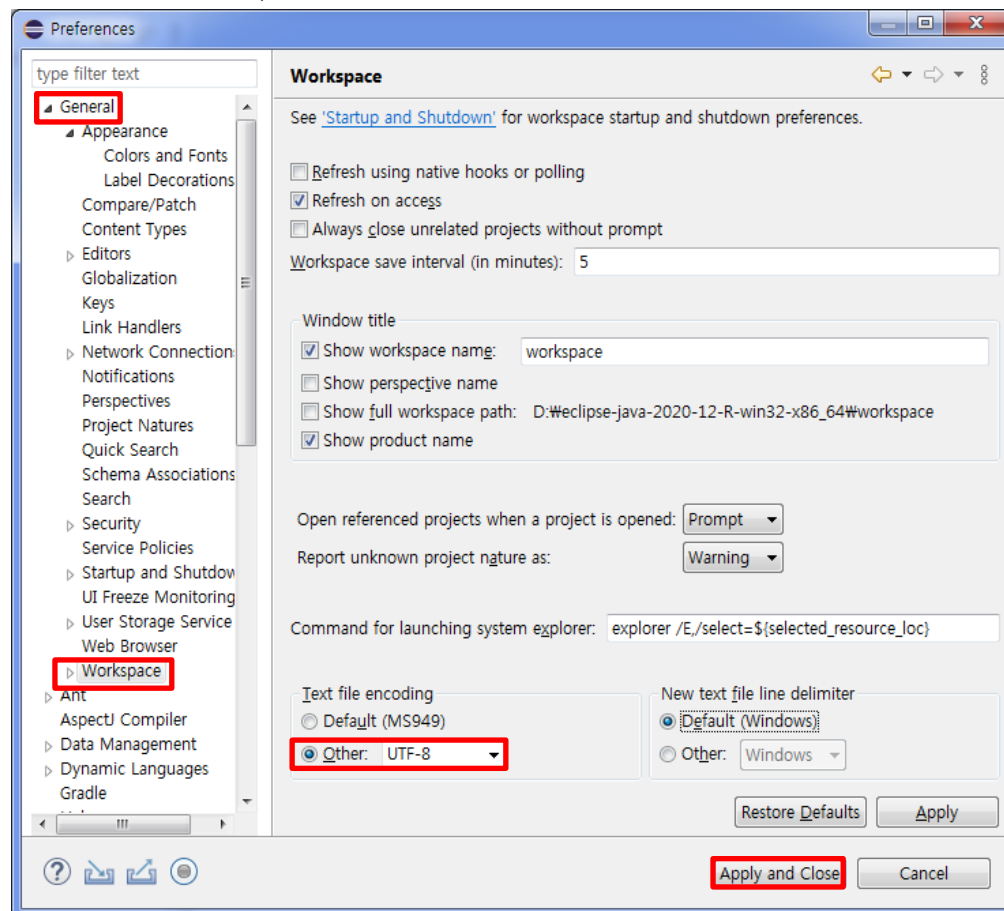 Preferences
type filter text
General
Appearance
Colors and Fonts
Label Decorations
Compare/Patch
Content Types
Editors
Globalization
Keys
Link Handlers
Network Connection
Notifications
Perspectives
Project Natures
Quick Search
Schema Associations
Search
Security
Service Policies
Startup and Shutdow
UI Freeze Monitoring
User Storage Service
Web Browser
Workspace
Ant
AspectJ Compiler
Data Management
Dynamic Languages
Gradle
Workspace
See 'Startup and Shutdown' for workspace startup and shutdown preferences.
Refresh using native hooks or polling
Refresh on access
Always close unrelated projects without prompt
Workspace save interval (in minutes): 5
Window title
Show workspace name: workspace
Show perspective name
Show full workspace path: D:₩eclipse-java-2020-12-R-win32-x86_64₩workspace
Show product name
Open referenced projects when a project is opened: Prompt
Report unknown project nature as: Warning
Command for launching system explorer: explorer /E,/select=${selected_resource_loc}
Text file encoding
Default (MS949)
Other: UTF-8
New text file line delimiter
Default (Windows)
Other: Windows
Restore Defaults Apply
Apply and Close Cancel